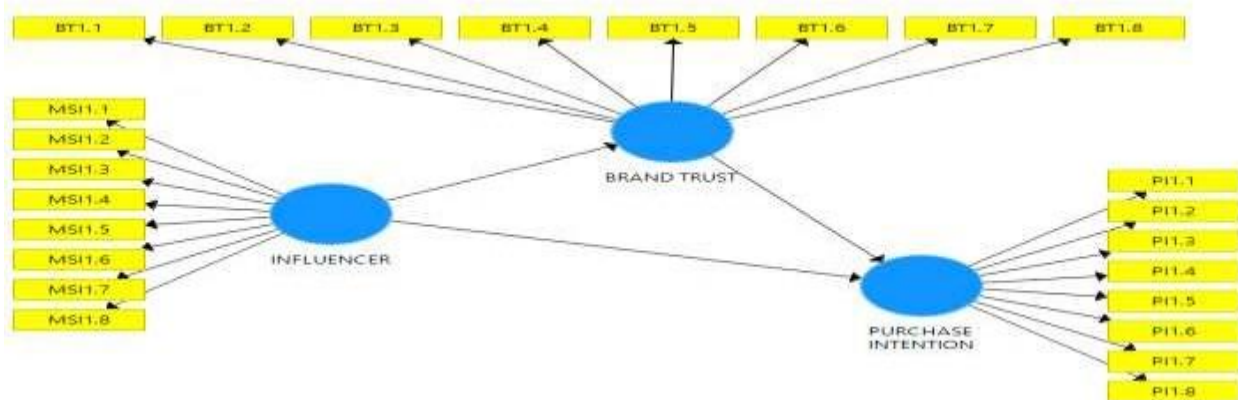 BT1.1 BT1.2 BT1.3 BT1.4 BT1.5 BT1.6 BT1.7 BT1.8
MSI1.1
MSI1.2
MSI1.3
MSI1.4
MSI1.5
MSI1.6
MSI1.7
MSI1.8
INFLUENCER
BRAND TRUST
PI1.1
PI1.2
PI1.3
PI1.4
PI1.5
PI1.6
PI1.7
PI1.8
PURCHASE
INTENTION